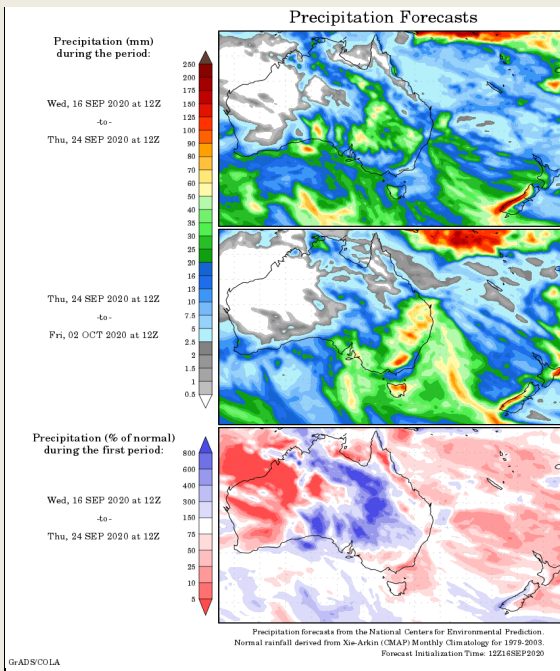 Precipitation Forecasts
Precipitation (mm)
during the period:
Wed, 16 SEP 2020 at 12Z
-to-
Thu, 24 SEP 2020 at 12Z
250
200
175
150
125
100
90
80
70
60
50
40
35
30
25
20
16
13
10
7.5
5
2.5
2
1.5
1
0.5
Thu, 24 SEP 2020 at 12Z
-to-
Fri, 02 OCT 2020 at 12Z
Precipitation (% of normal)
during the first period:
Wed, 16 SEP 2020 at 12Z
-to-
Thu, 24 SEP 2020 at 12Z
800
600
400
300
150
75
50
25
10
5
Precipitation forecasts from the National Centers for Environmental Prediction.
Normal rainfall derived from Xie-Arkin (CMAP) Monthly Climatology for 1979-2003.
Forecast Initialization Time: 12Z16SEP2020
GrADS/COLA